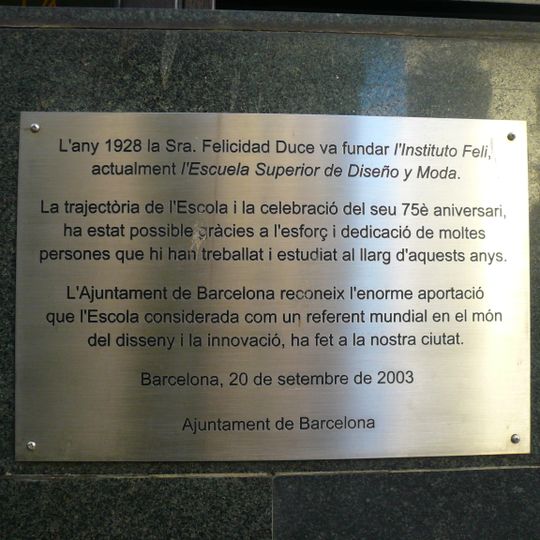 L'any 1928 la Sra. Felicidad Duce va fundar l'Instituto Feli,
actualment l'Escuela Superior de Diseño y Moda.
La trajectòria de l'Escola i la celebració del seu 75è aniversari,
ha estat possible gràcies a l'esforç i dedicació de moltes
persones que hi han treballat i estudiat al llarg d'aquests anys.
L'Ajuntament de Barcelona reconeix l'enorme aportació
que l'Escola considerada com un referent mundial en el món
del disseny i la innovació, ha fet a la nostra ciutat.
Barcelona, 20 de setembre de 2003
Ajuntament de Barcelona